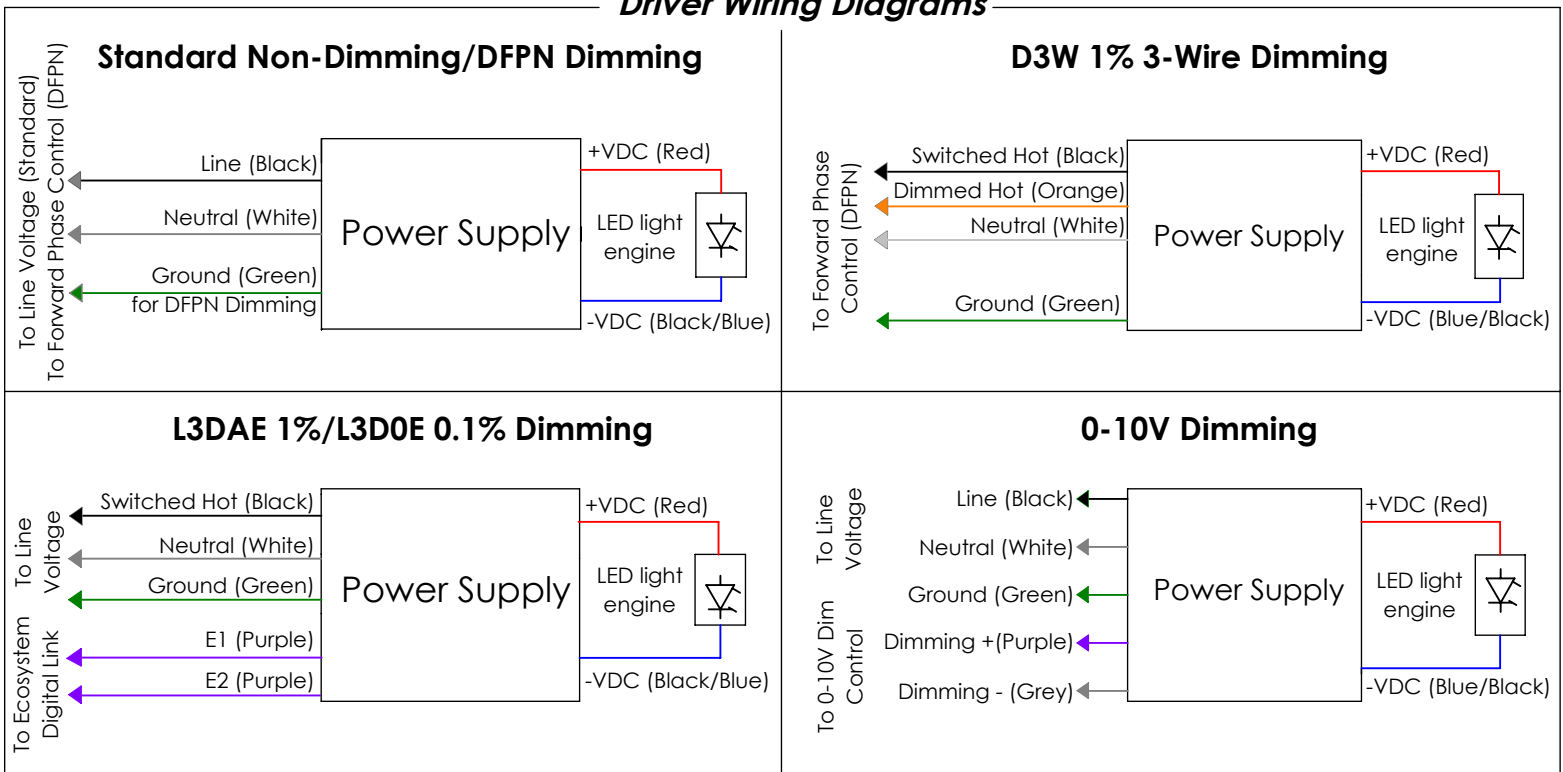 Driver Wiring Diagrams
Standard Non-Dimming/DFPN Dimming
To Line Voltage (Standard)
To Forward Phase Control (DFPN)
Line (Black)
Neutral (White)
Ground (Green)
for DFPN Dimming
Power Supply
+VDC (Red)
LED light
engine
-VDC (Black/Blue)
D3W 1% 3-Wire Dimming
To Forward Phase
Control (DFPN)
Switched Hot (Black)
Dimmed Hot (Orange)
Neutral (White)
Ground (Green)
Power Supply
+VDC (Red)
LED light
engine
-VDC (Blue/Black)
L3DAE 1%/L3D0E 0.1% Dimming
To Line
Voltage
To Ecosystem
Digital Link
Switched Hot (Black)
Neutral (White)
Ground (Green)
E1 (Purple)
E2 (Purple)
Power Supply
+VDC (Red)
LED light
engine
-VDC (Black/Blue)
0-10V Dimming
To Line
Voltage
To 0-10V Dim
Control
Line (Black)
Neutral (White)
Ground (Green)
Dimming +(Purple)
Dimming - (Grey)
Power Supply
+VDC (Red)
LED light
engine
-VDC (Blue/Black)